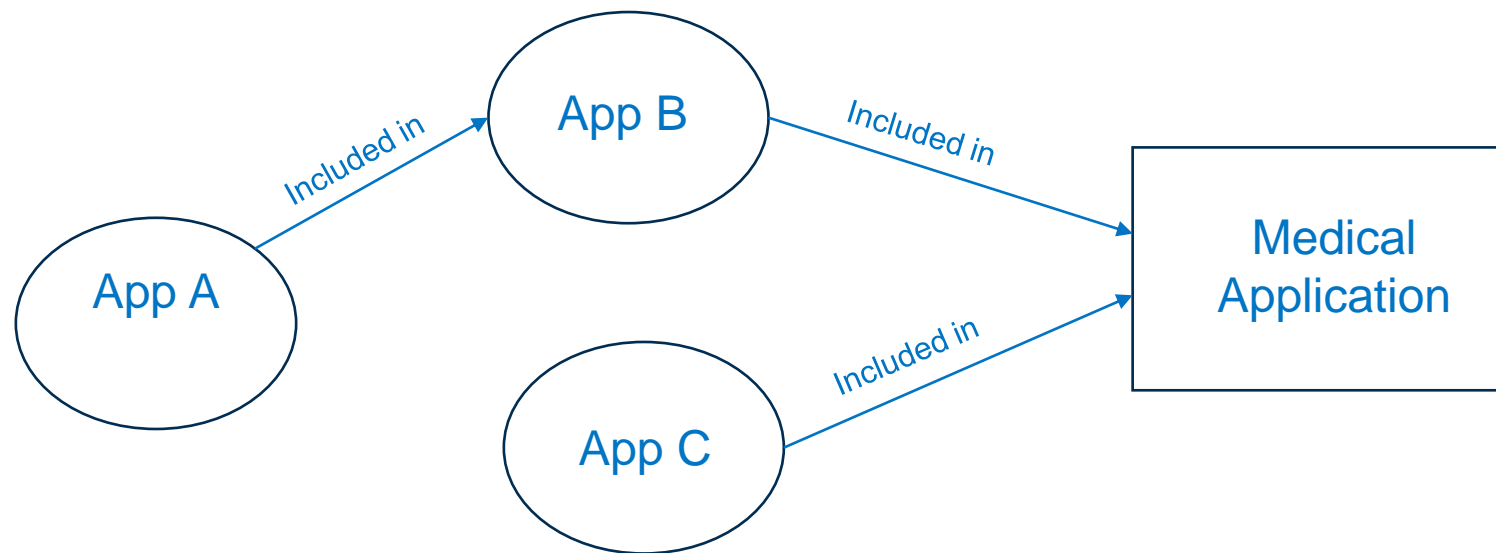 App B
Included in
Included in
App A
Medical
Application
Included in
App C